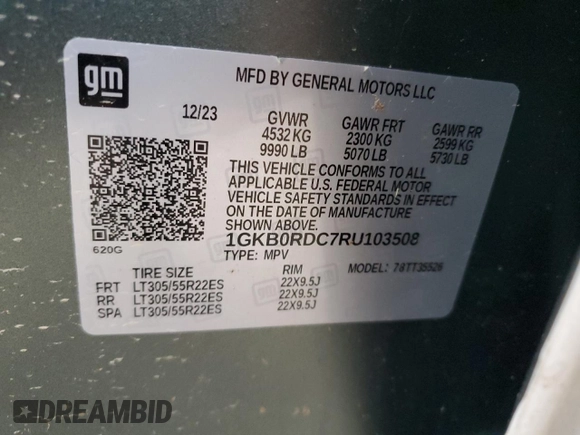 gm
MFD BY GENERAL MOTORS LLC
12/23
GVWR GAWR FRT GAWR RR
4532 KG 2300 KG 2599 KG
9990 LB 5070 LB 5730 LB
THIS VEHICLE CONFORMS TO ALL
APPLICABLE U.S. FEDERAL MOTOR
VEHICLE SAFETY STANDARDS IN EFFECT
ON THE DATE OF MANUFACTURE
SHOWN ABOVE.
620G
1GKB0RDC7RU103508
TYPE: MPV MODEL: 78TT35526
TIRE SIZE RIM
FRT LT305/55R22ES 22X9.5J
RR LT305/55R22ES 22X9.5J
SPA LT305/55R22ES 22X9.5J
DREAMBID